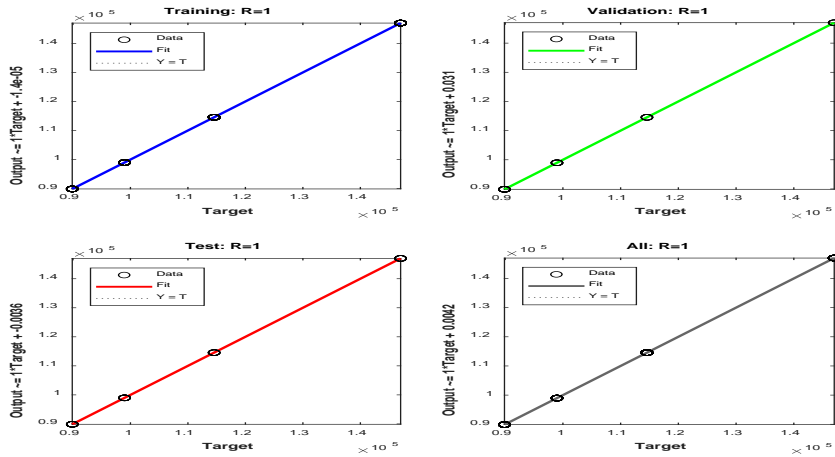 Training: R=1
× 10 5
Output ~= 1*Target + -1.4e-05
1.4
1.3
1.2
1.1
1
0.9
Data
Fit
Y = T
0.9 1 1.1 1.2 1.3 1.4
Target
× 10 5
Validation: R=1
× 10 5
Output ~= 1*Target + 0.031
1.4
1.3
1.2
1.1
1
0.9
Data
Fit
Y = T
0.9 1 1.1 1.2 1.3 1.4
Target
× 10 5
Test: R=1
× 10 5
Output ~= 1*Target + -0.0036
1.4
1.3
1.2
1.1
1
0.9
Data
Fit
Y = T
0.9 1 1.1 1.2 1.3 1.4
Target
× 10 5
All: R=1
× 10 5
Output ~= 1*Target + 0.0042
1.4
1.3
1.2
1.1
1
0.9
Data
Fit
Y = T
0.9 1 1.1 1.2 1.3 1.4
Target
× 10 5